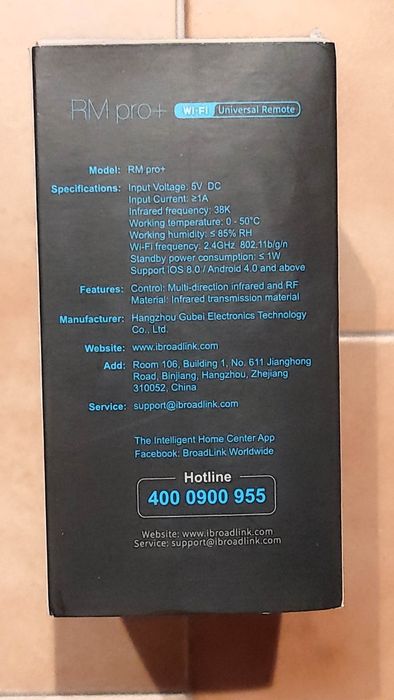 RM pro+ Wi-Fi Universal Remote
Model: RM pro+
Specifications: Input Voltage: 5V DC
Input Current: ≥1A
Infrared frequency: 38K
Working temperature: 0 - 50°C
Working humidity: ≤ 85% RH
Wi-Fi frequency: 2.4GHz 802.11b/g/n
Standby power consumption: ≤ 1W
Support iOS 8.0 / Android 4.0 and above
Features: Control: Multi-direction infrared and RF
Material: Infrared transmission material
Manufacturer: Hangzhou Gubei Electronics Technology
Co., Ltd.
Website: www.ibroadlink.com
Add: Room 106, Building 1, No. 611 Jianghong
Road, Binjiang, Hangzhou, Zhejiang
310052, China
Service: support@ibroadlink.com
The Intelligent Home Center App
Facebook: BroadLink Worldwide
Hotline
400 0900 955
Website: www.ibroadlink.com
Service: support@ibroadlink.com